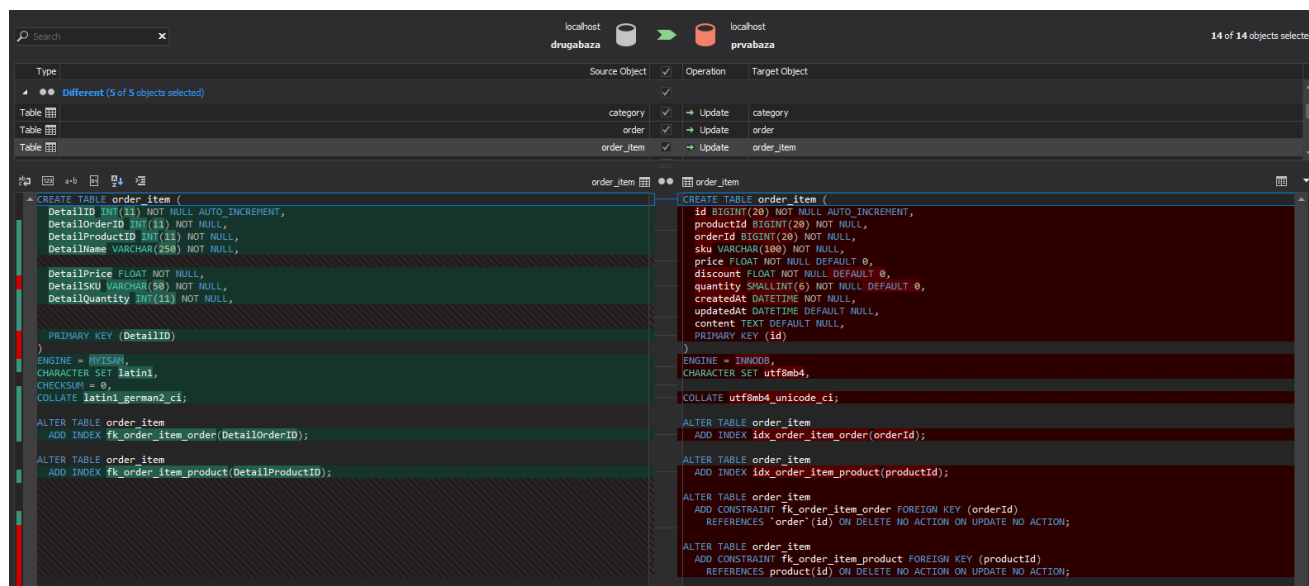 Search x
localhost
drugabaza
localhost
prvabaza
14 of 14 objects selecte
Type Source Object Operation Target Object
Different (5 of 5 objects selected)
Table category Update category
Table order Update order
Table order_item Update order_item
order_item order_item
CREATE TABLE order_item (
DetailID INT(11) NOT NULL AUTO_INCREMENT,
DetailOrderID INT(11) NOT NULL,
DetailProductID INT(11) NOT NULL,
DetailName VARCHAR(250) NOT NULL,
DetailPrice FLOAT NOT NULL,
DetailSKU VARCHAR(50) NOT NULL,
DetailQuantity INT(11) NOT NULL,
PRIMARY KEY (DetailID)
)
ENGINE = MYISAM,
CHARACTER SET latin1,
CHECKSUM = 0,
COLLATE latin1_german2_ci;
ALTER TABLE order_item
ADD INDEX fk_order_item_order(DetailOrderID);
ALTER TABLE order_item
ADD INDEX fk_order_item_product(DetailProductID);
CREATE TABLE order_item (
id BIGINT(20) NOT NULL AUTO_INCREMENT,
productId BIGINT(20) NOT NULL,
orderId BIGINT(20) NOT NULL,
sku VARCHAR(100) NOT NULL,
price FLOAT NOT NULL DEFAULT 0,
discount FLOAT NOT NULL DEFAULT 0,
quantity SMALLINT(6) NOT NULL DEFAULT 0,
createdAt DATETIME NOT NULL,
updatedAt DATETIME DEFAULT NULL,
content TEXT DEFAULT NULL,
PRIMARY KEY (id)
)
ENGINE = INNODB,
CHARACTER SET utf8mb4,
COLLATE utf8mb4_unicode_ci;
ALTER TABLE order_item
ADD INDEX idx_order_item_order(orderId);
ALTER TABLE order_item
ADD INDEX idx_order_item_product(productId);
ALTER TABLE order_item
ADD CONSTRAINT fk_order_item_order FOREIGN KEY (orderId)
REFERENCES `order`(id) ON DELETE NO ACTION ON UPDATE NO ACTION;
ALTER TABLE order_item
ADD CONSTRAINT fk_order_item_product FOREIGN KEY (productId)
REFERENCES product(id) ON DELETE NO ACTION ON UPDATE NO ACTION;